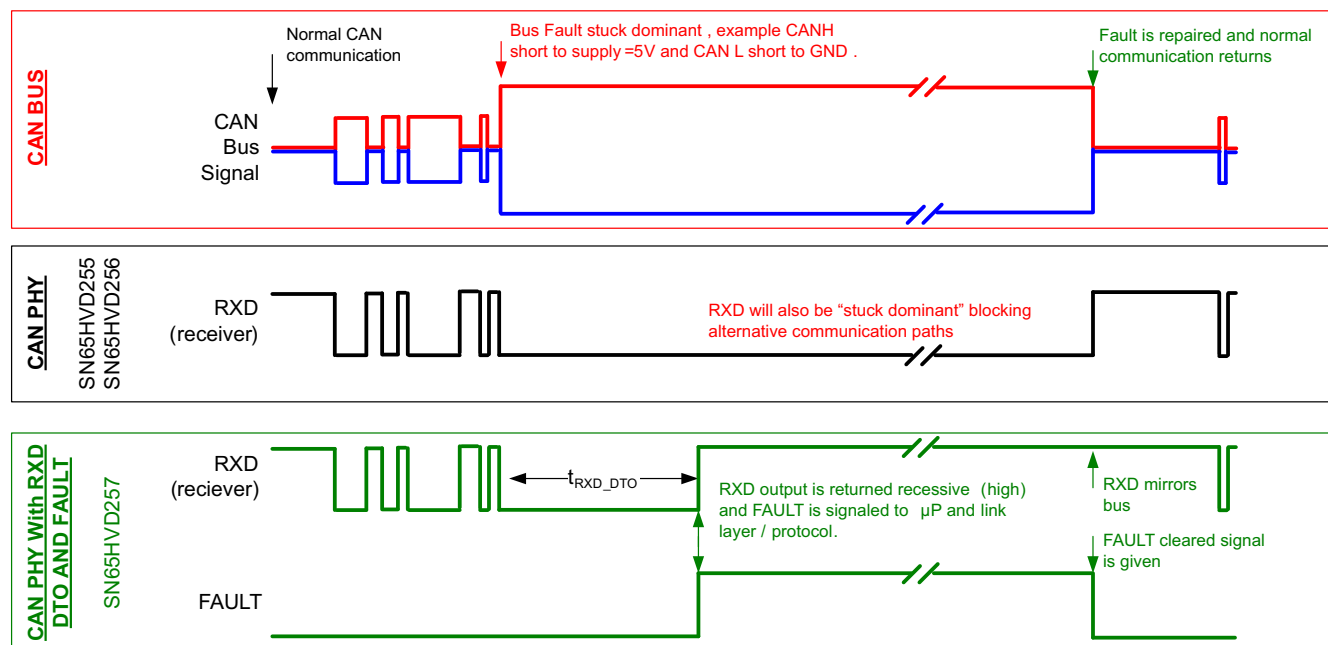 CAN BUS
Normal CAN
communication
Bus Fault stuck dominant , example CANH
short to supply =5V and CAN L short to GND .
Fault is repaired and normal
communication returns
CAN
Bus
Signal
CAN PHY
SN65HVD255
SN65HVD256
RXD
(receiver)
RXD will also be “stuck dominant” blocking
alternative communication paths
CAN PHY With RXD
DTO AND FAULT
SN65HVD257
RXD
(reciever)
tRXD_DTO
RXD output is returned recessive (high)
and FAULT is signaled to µP and link
layer / protocol.
RXD mirrors
bus
FAULT cleared signal
is given
FAULT